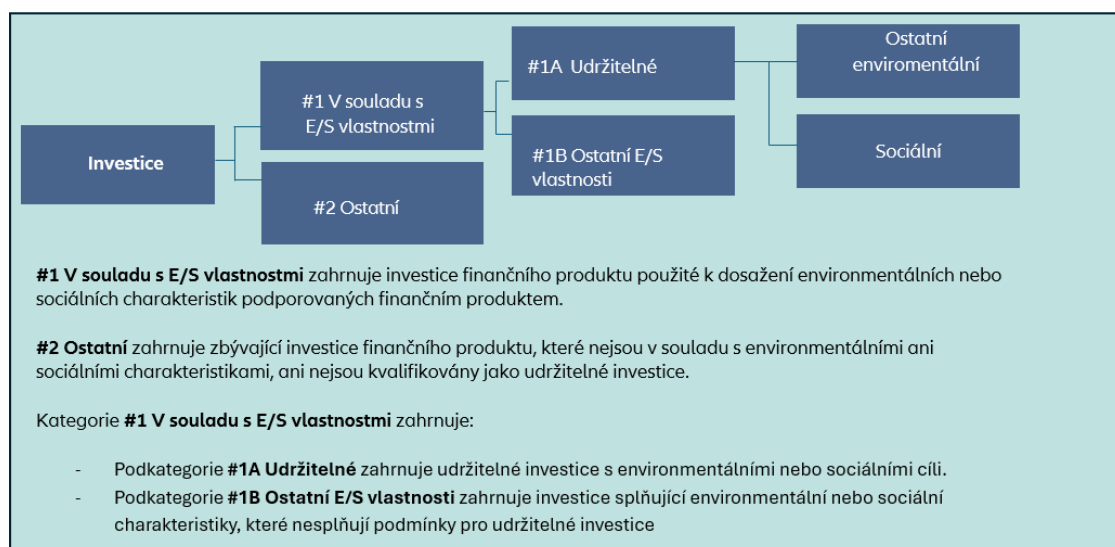 Investice
#1 V souladu s
E/S vlastnostmi
#2 Ostatní
#1A Udržitelné
#1B Ostatní E/S
vlastnosti
Ostatní
enviromentální
Sociální
#1 V souladu s E/S vlastnostmi zahrnuje investice finančního produktu použité k dosažení environmentálních nebo
sociálních charakteristik podporovaných finančním produktem.
#2 Ostatní zahrnuje zbývající investice finančního produktu, které nejsou v souladu s environmentálními ani
sociálními charakteristikami, ani nejsou kvalifikovány jako udržitelné investice.
Kategorie #1 V souladu s E/S vlastnostmi zahrnuje:
- Podkategorie #1A Udržitelné zahrnuje udržitelné investice s environmentálními nebo sociálními cíli.
- Podkategorie #1B Ostatní E/S vlastnosti zahrnuje investice splňující environmentální nebo sociální
charakteristiky, které nesplňují podmínky pro udržitelné investice